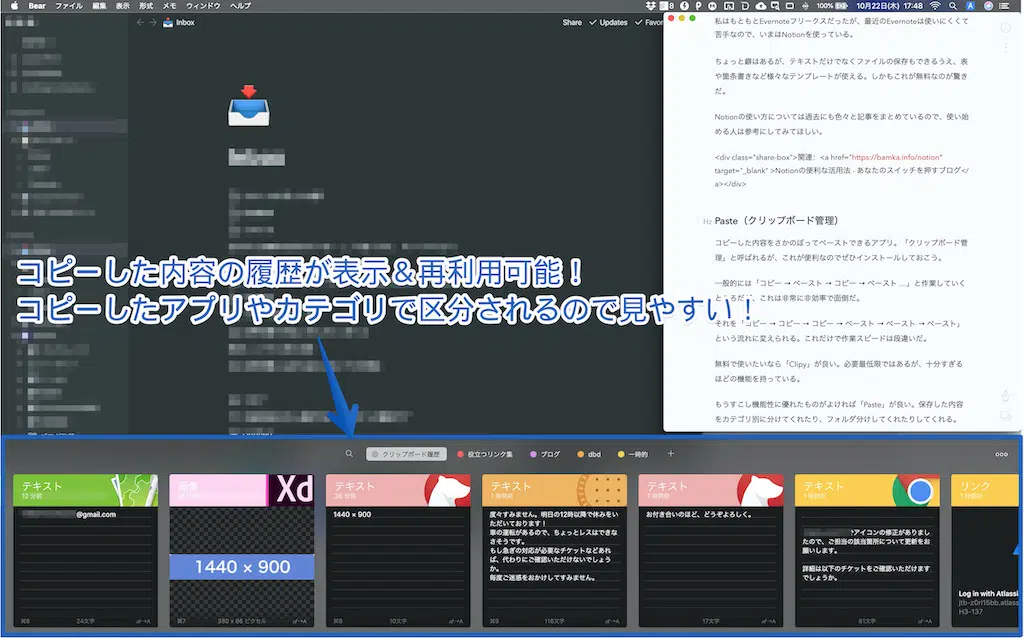 Bear ファイル 編集 表示 形式 メモ ウィンドウ ヘルプ
100% 10月22日(木) 17:48
Inbox
Share Updates Favor
私はもともとEvernoteフリークスだったが、最近のEvernoteは使いにくくて
苦手なので、いまはNotionを使っている。
ちょっと癖はあるが、テキストだけでなくファイルの保存もできるうえ、表
や箇条書きなど様々なテンプレートが使える。しかもこれが無料なのが驚き
だ。
Notionの使い方については過去にも色々と記事をまとめているので、使い始
める人は参考にしてみてほしい。
<div class="share-box">関連：<a href="https://bamka.info/notion"
target="_blank" >Notionの便利な活用法 - あなたのスイッチを押すブログ</
a></div>
H2 Paste（クリップボード管理）
コピーした内容をさかのぼってペーストできるアプリ。「クリップボード管
理」と呼ばれるが、これが便利なのでぜひインストールしておこう。
一般的には「コピー → ペースト → コピー → ペースト ...」と作業していく
これは非常に非効率で面倒だ。
それを「コピー → コピー → コピー → ペースト → ペースト → ペースト」
という流れに変えられる。これだけで作業スピードは段違いだ。
無料で使いたいなら「Clipy」が良い。必要最低限ではあるが、十分すぎる
ほどの機能を持っている。
もうすこし機能性に優れたものがよければ「Paste」が良い。保存した内容
をカテゴリ別に分けてくれたり、フォルダ分けしてくれたりしてくれる。
コピーした内容の履歴が表示＆再利用可能！
コピーしたアプリやカテゴリで区分されるので見やすい！
クリップボード履歴 役立つリンク集 ブログ dbd 一時的 +
テキスト
12 分前
@gmail.com
⌘6 24文字
画像
Xd
1440 × 900
⌘7 380 x 66 ピクセル
テキスト
36 分前
1440 × 900
⌘8 10文字
テキスト
1 時間前
度々すみません。明日の12時以降で休みをい
ただいております！
車の運転があるので、ちょっとレスはできな
さそうです。
もし急ぎの対応が必要なチケットなどあれ
ば、代わりにご確認いただけないでしょう
か。
毎度ご迷惑をおかけしてすみません。
⌘9 116文字
テキスト
1 時間前
お付き合いのほど、どうぞよろしく。
17文字
テキスト
1 時間前
アイコンの修正がありまし
たので、ご担当の該当箇所について更新をお
願いします。
詳細は以下のチケットをご確認いただけます
でしょうか。
81文字
リンク
1 時間前
Log in with Atlassi
jtb-z0rl15bb.atlass
H3-137